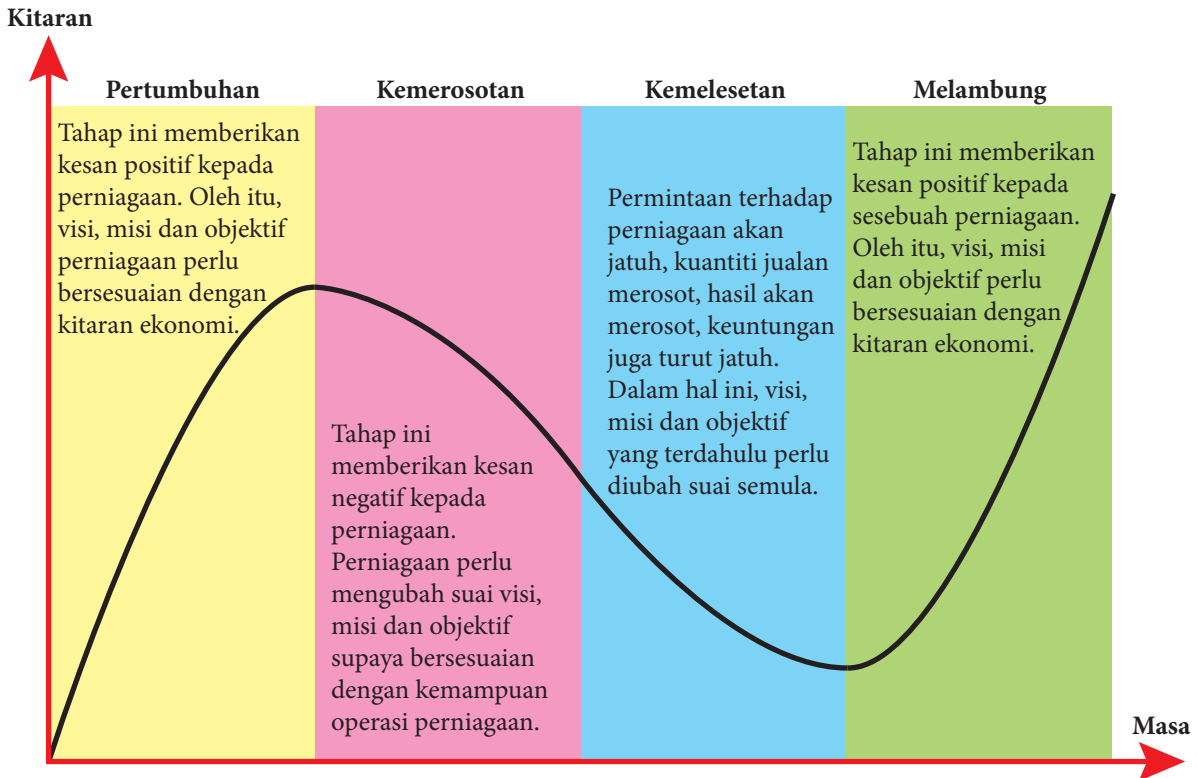 Kitaran
Pertumbuhan
Tahap ini memberikan
kesan positif kepada
perniagaan. Oleh itu,
visi, misi dan objektif
perniagaan perlu
bersesuaian dengan
kitaran ekonomi.
Kemerosotan
Tahap ini
memberikan kesan
negatif kepada
perniagaan.
Perniagaan perlu
mengubah suai visi,
misi dan objektif
supaya bersesuaian
dengan kemampuan
operasi perniagaan.
Kemelesetan
Permintaan terhadap
perniagaan akan
jatuh, kuantiti jualan
merosot, hasil akan
merosot, keuntungan
juga turut jatuh.
Dalam hal ini, visi,
misi dan objektif
yang terdahulu perlu
diubah suai semula.
Melambung
Tahap ini memberikan
kesan positif kepada
sesebuah perniagaan.
Oleh itu, visi, misi
dan objektif perlu
bersesuaian dengan
kitaran ekonomi.
Masa